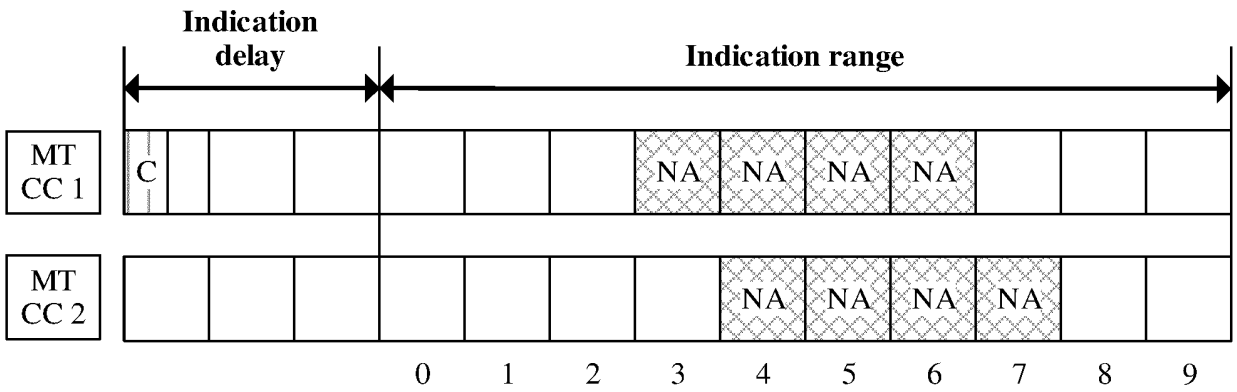 Indication
delay
Indication range
MT
CC 1
C
NA NA NA NA
MT
CC 2
NA NA NA NA
0 1 2 3 4 5 6 7 8 9